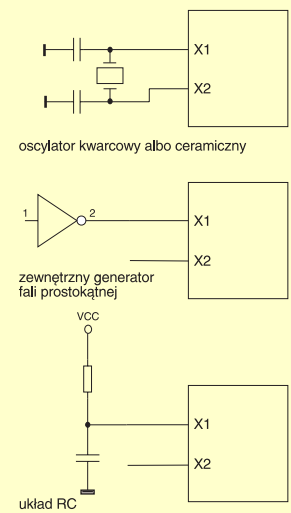 X1
X2
oscylator kwarcowy albo ceramiczny
1 2
X1
X2
zewnętrzny generator
fali prostokątnej
VCC
X1
X2
układ RC